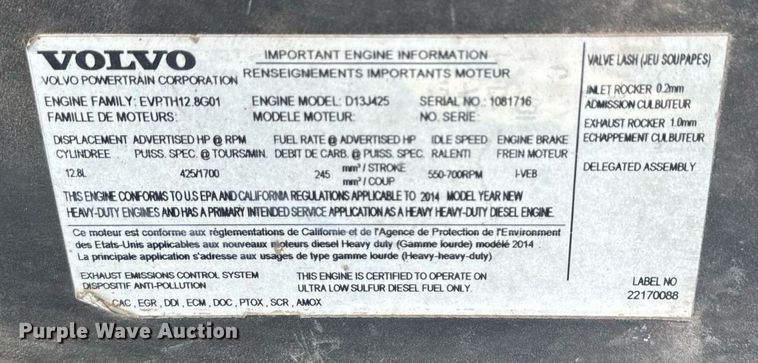 VOLVO
VOLVO POWERTRAIN CORPORATION
IMPORTANT ENGINE INFORMATION
RENSEIGNEMENTS IMPORTANTS MOTEUR
ENGINE FAMILY: EVPTH12.8G01 ENGINE MODEL: D13J425 SERIAL NO.: 1081716
FAMILLE DE MOTEURS: MODELE MOTEUR: NO. SERIE:
DISPLACEMENT ADVERTISED HP @ RPM FUEL RATE @ ADVERTISED HP IDLE SPEED ENGINE BRAKE
CYLINDREE PUISS. SPEC. @ TOURS/MIN. DEBIT DE CARB. @ PUISS. SPEC. RALENTI FREIN MOTEUR
12.8L 425/1700 245 mm³ / STROKE 550-700RPM I-VEB
mm³ / COUP
THIS ENGINE CONFORMS TO U.S EPA AND CALIFORNIA REGULATIONS APPLICABLE TO 2014 MODEL YEAR NEW
HEAVY-DUTY ENGINES AND HAS A PRIMARY INTENDED SERVICE APPLICATION AS A HEAVY HEAVY-DUTY DIESEL ENGINE.
Ce moteur est conforme aux réglementations de Californie et de l'Agence de Protection de l'Environment
des Etats-Unis applicables aux nouveaux moteurs diesel Heavy duty (Gamme lourde) modélé 2014 .
La principale application s'adresse aux usages de type gamme lourde (Heavy-heavy-duty)
EXHAUST EMISSIONS CONTROL SYSTEM THIS ENGINE IS CERTIFIED TO OPERATE ON
DISPOSITIF ANTI-POLLUTION ULTRA LOW SULFUR DIESEL FUEL ONLY.
CAC , EGR , DDI , ECM , DOC , PTOX , SCR , AMOX
VALVE LASH (JEU SOUPAPES)
INLET ROCKER 0.2mm
ADMISSION CULBUTEUR
EXHAUST ROCKER 1.0mm
ECHAPPEMENT CULBUTEUR
DELEGATED ASSEMBLY
LABEL NO
22170088
Purple Wave Auction